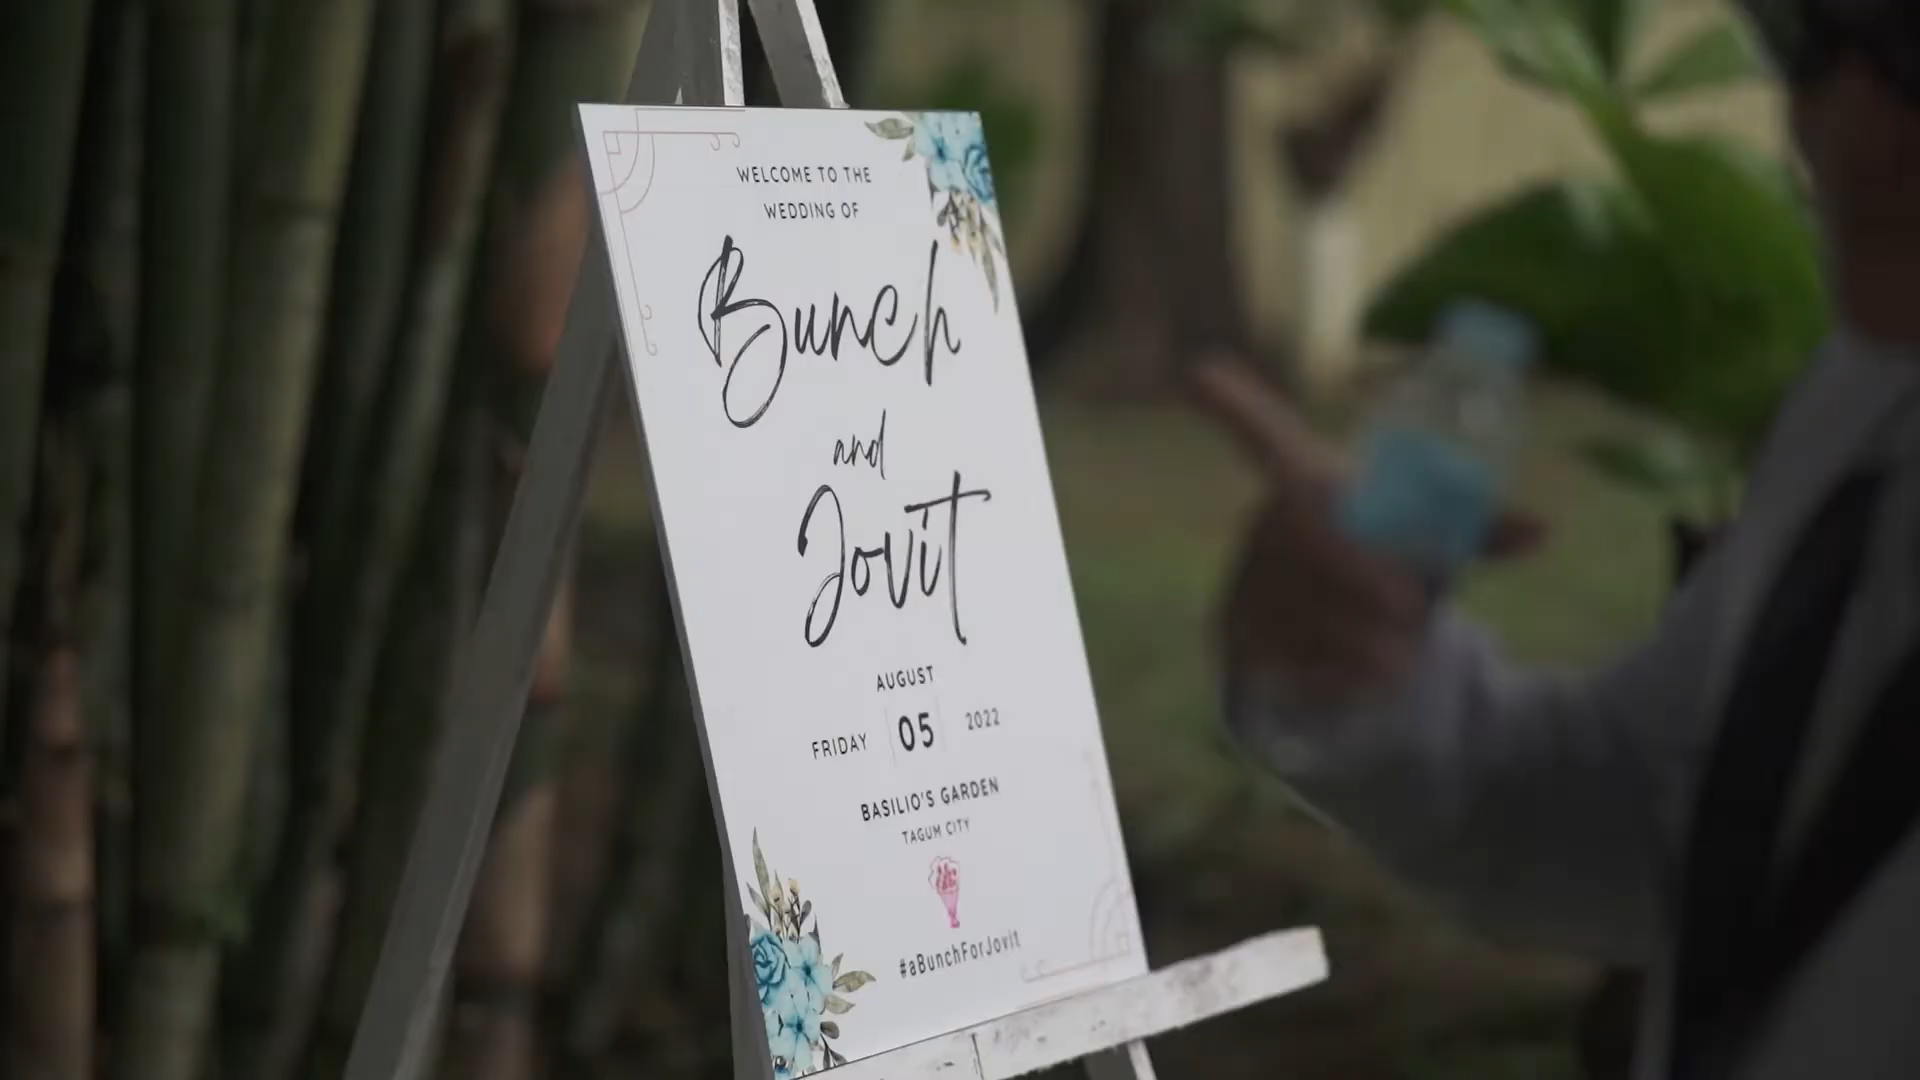 WELCOME TO THE
WEDDING OF
Bunch
and
Jovit
AUGUST
FRIDAY 05 2022
BASILIO'S GARDEN
TAGUM CITY
#aBunchForJovit